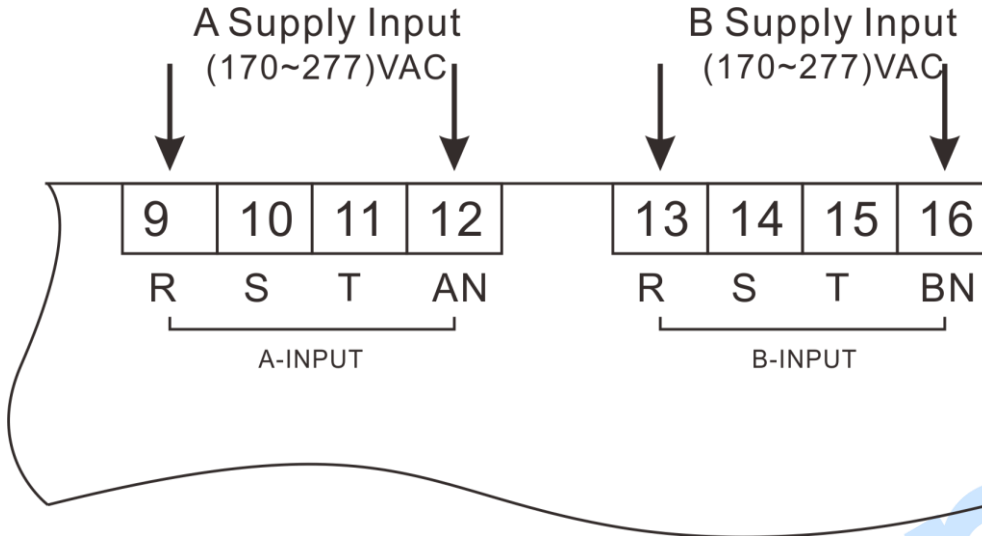 A Supply Input B Supply Input
(170~277)VAC (170~277)VAC
9 10 11 12 13 14 15 16
R S T AN R S T BN
A-INPUT B-INPUT